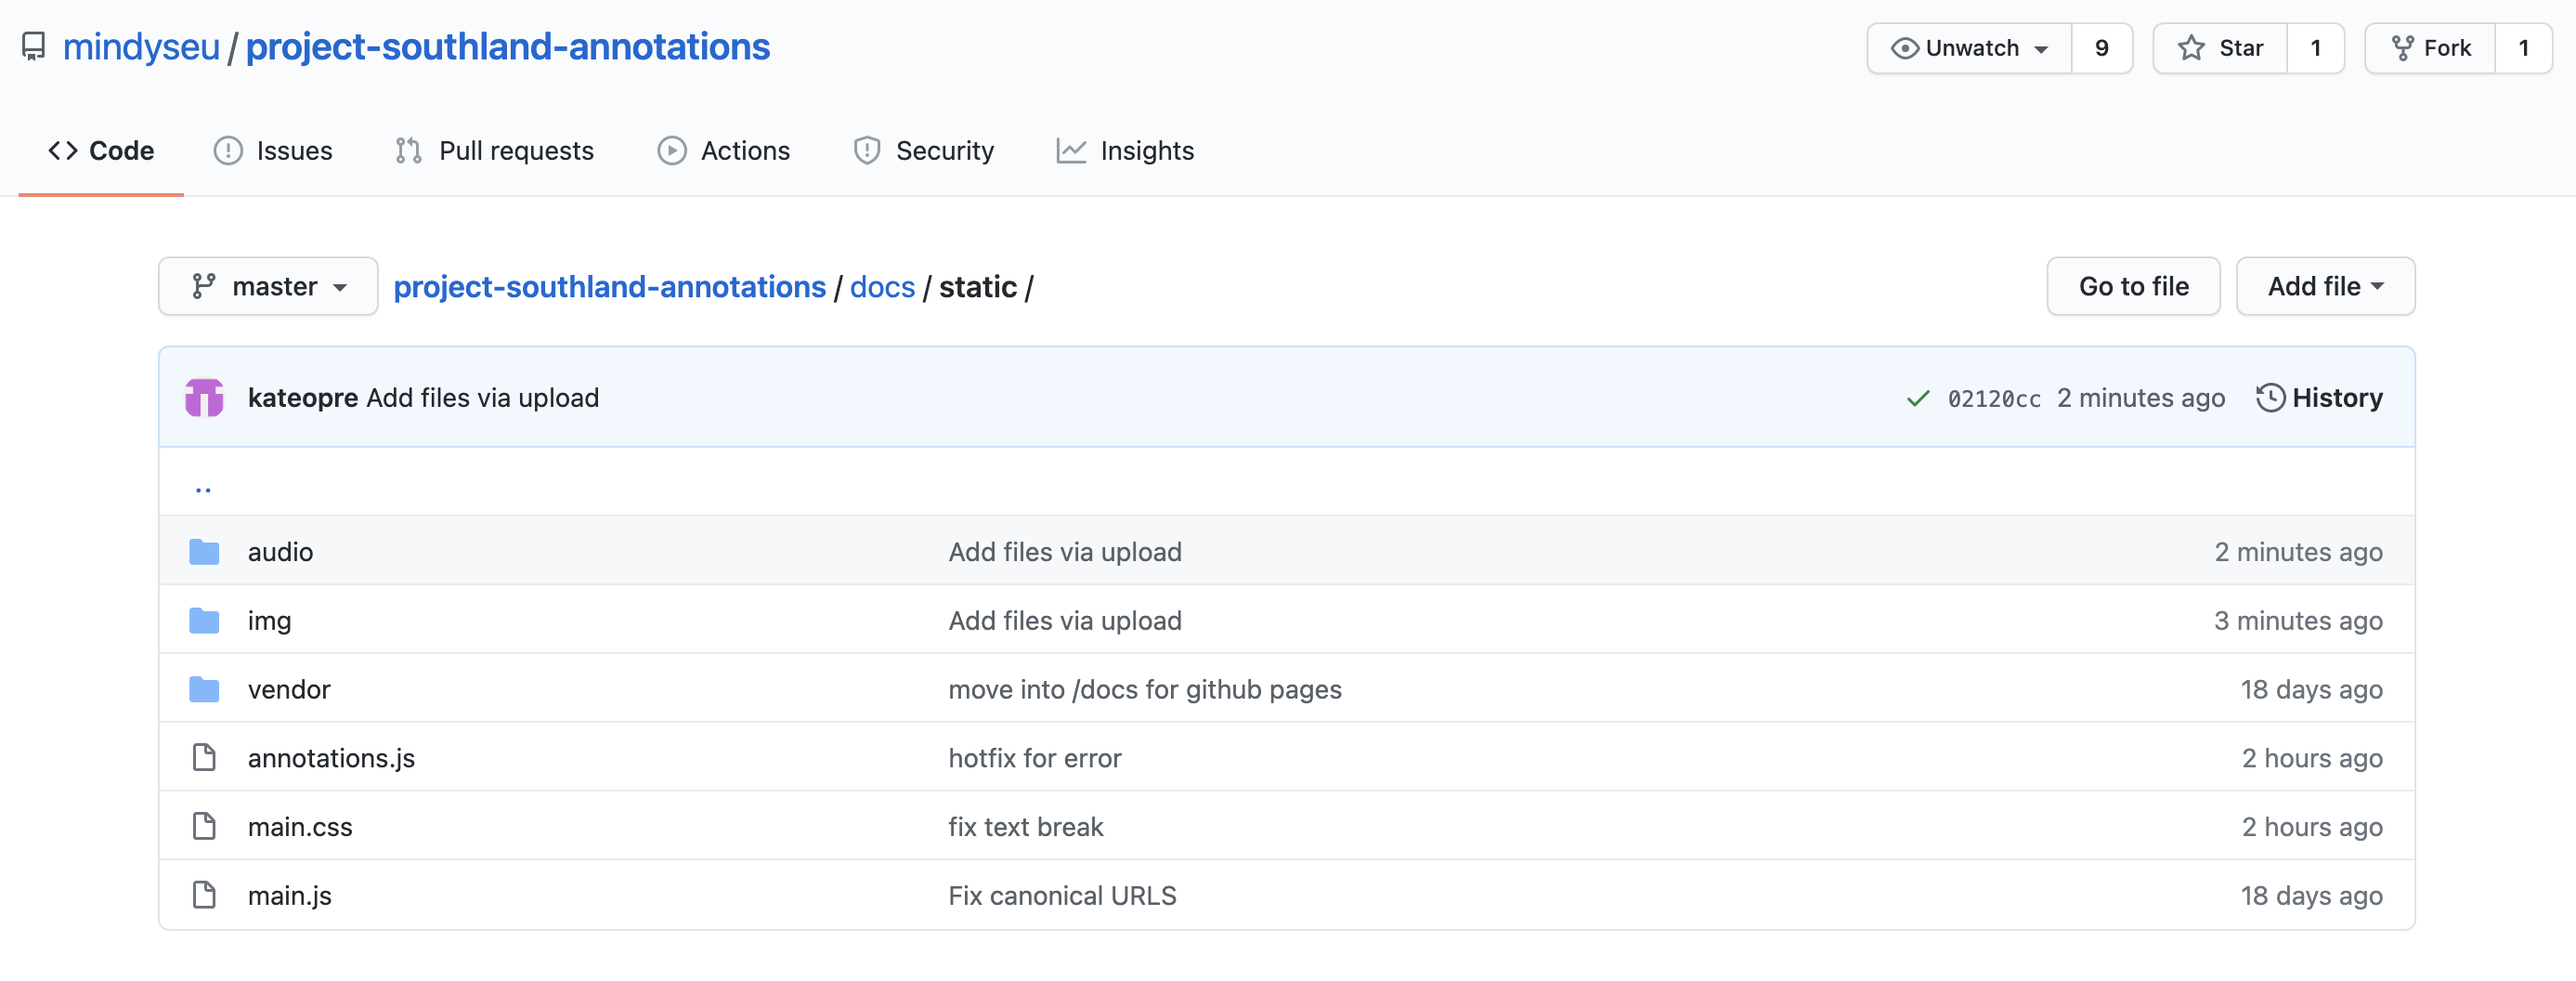 mindyseu / project-southland-annotations Unwatch 9 Star 1 Fork 1
Code Issues Pull requests Actions Security Insights
master project-southland-annotations / docs / static / Go to file Add file
kateopre Add files via upload 02120cc 2 minutes ago History
..
audio Add files via upload 2 minutes ago
img Add files via upload 3 minutes ago
vendor move into /docs for github pages 18 days ago
annotations.js hotfix for error 2 hours ago
main.css fix text break 2 hours ago
main.js Fix canonical URLS 18 days ago